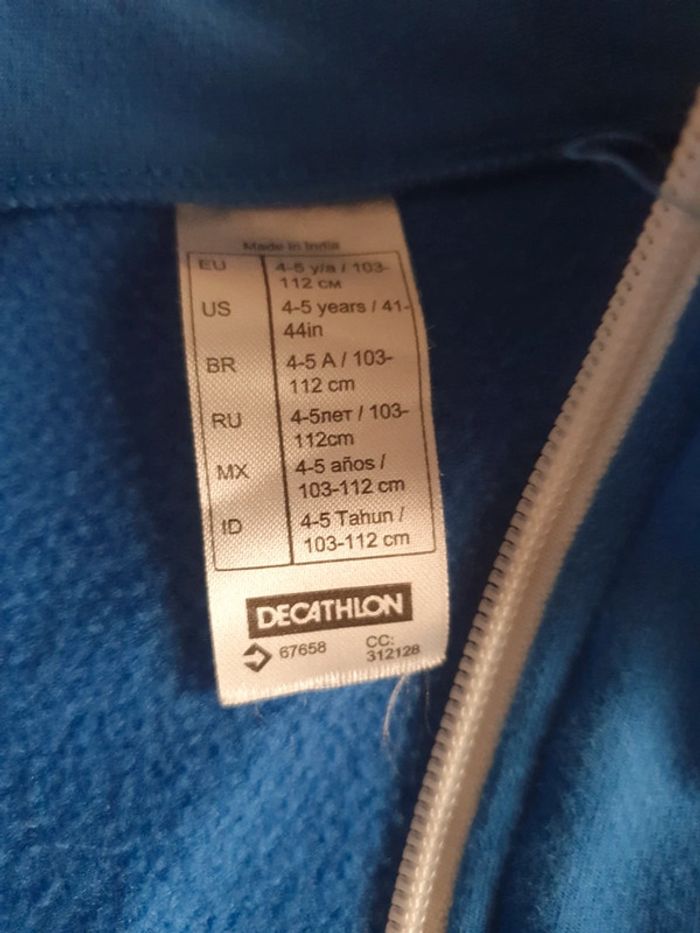 Made in India
EU 4-5 y/a / 103-
112 см
US 4-5 years / 41-
44in
BR 4-5 A / 103-
112 cm
RU 4-5лет / 103-
112cm
MX 4-5 años /
103-112 cm
ID 4-5 Tahun /
103-112 cm
DECATHLON
67658 CC:
312128